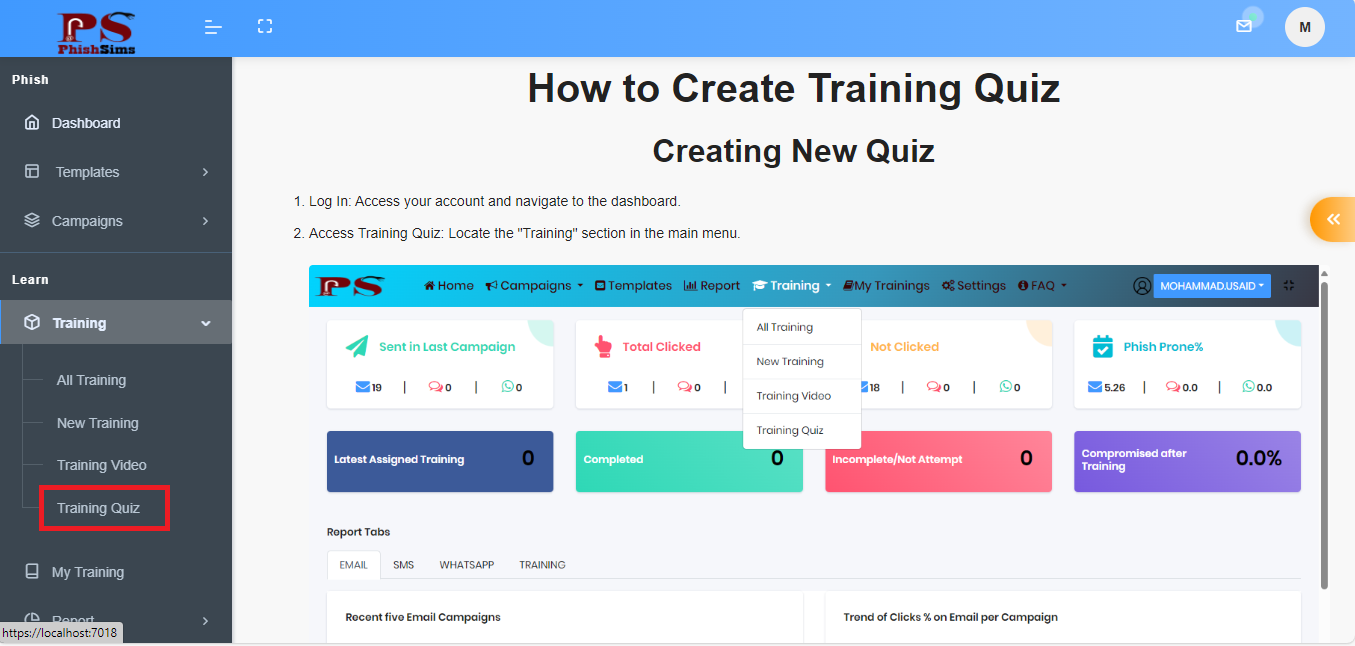 PS
PhishSims
M
Phish
Dashboard
Templates
Campaigns
Learn
Training
All Training
New Training
Training Video
Training Quiz
My Training
Report
https://localhost:7018
How to Create Training Quiz
Creating New Quiz
1. Log In: Access your account and navigate to the dashboard.
2. Access Training Quiz: Locate the "Training" section in the main menu.
PS Home Campaigns Templates Report Training My Trainings Settings FAQ MOHAMMAD.USAID
All Training
New Training
Training Video
Training Quiz
Sent in Last Campaign
19 | 0 | 0
Total Clicked
1 | 0 |
Not Clicked
18 | 0 | 0
Phish Prone%
5.26 | 0.0 | 0.0
Latest Assigned Training 0
Completed 0
Incomplete/Not Attempt 0
Compromised after
Training
0.0%
Report Tabs
EMAIL SMS WHATSAPP TRAINING
Recent five Email Campaigns
Trend of Clicks % on Email per Campaign